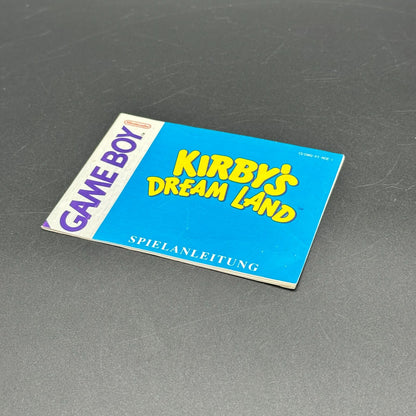 Nintendo
GAME BOY
KIRBY'S
DREAM LAND
SPIELANLEITUNG